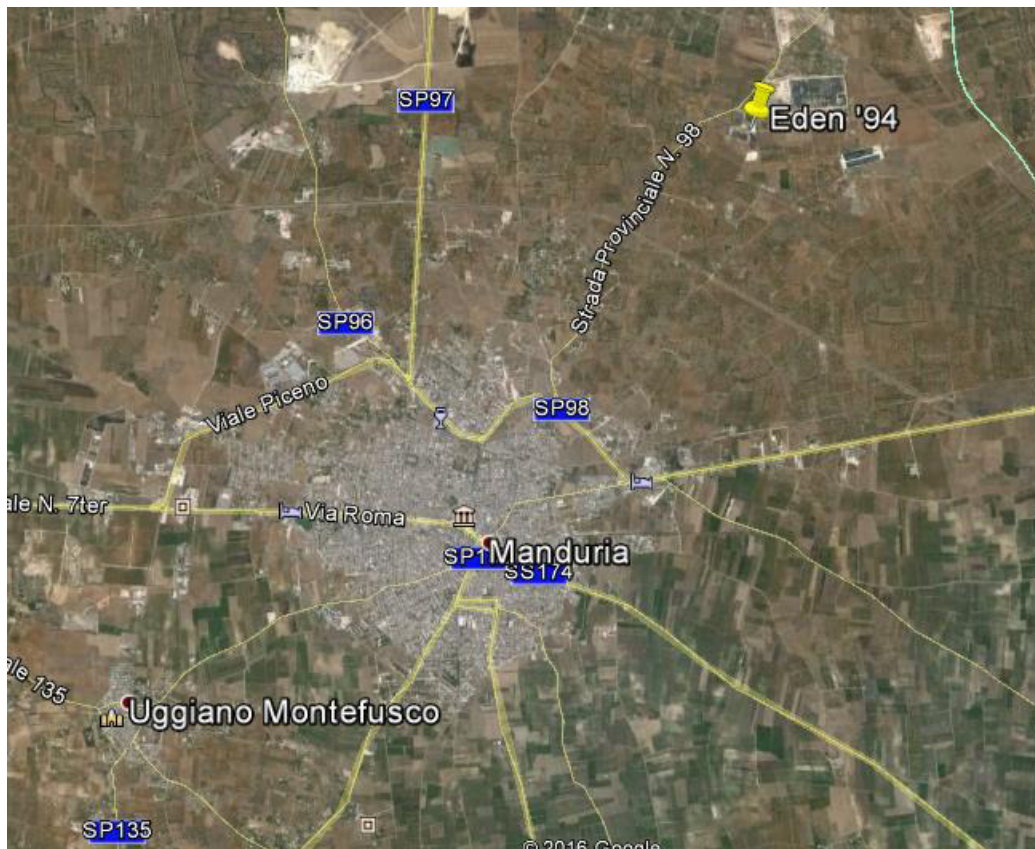 SP97
Eden '94
Strada Provinciale N. 98
SP96
Viale Piceno
SP98
ale N. 7ter
Via Roma
Manduria
SP1
SS174
ale 135
Uggiano Montefusco
SP135
© 2016 Google